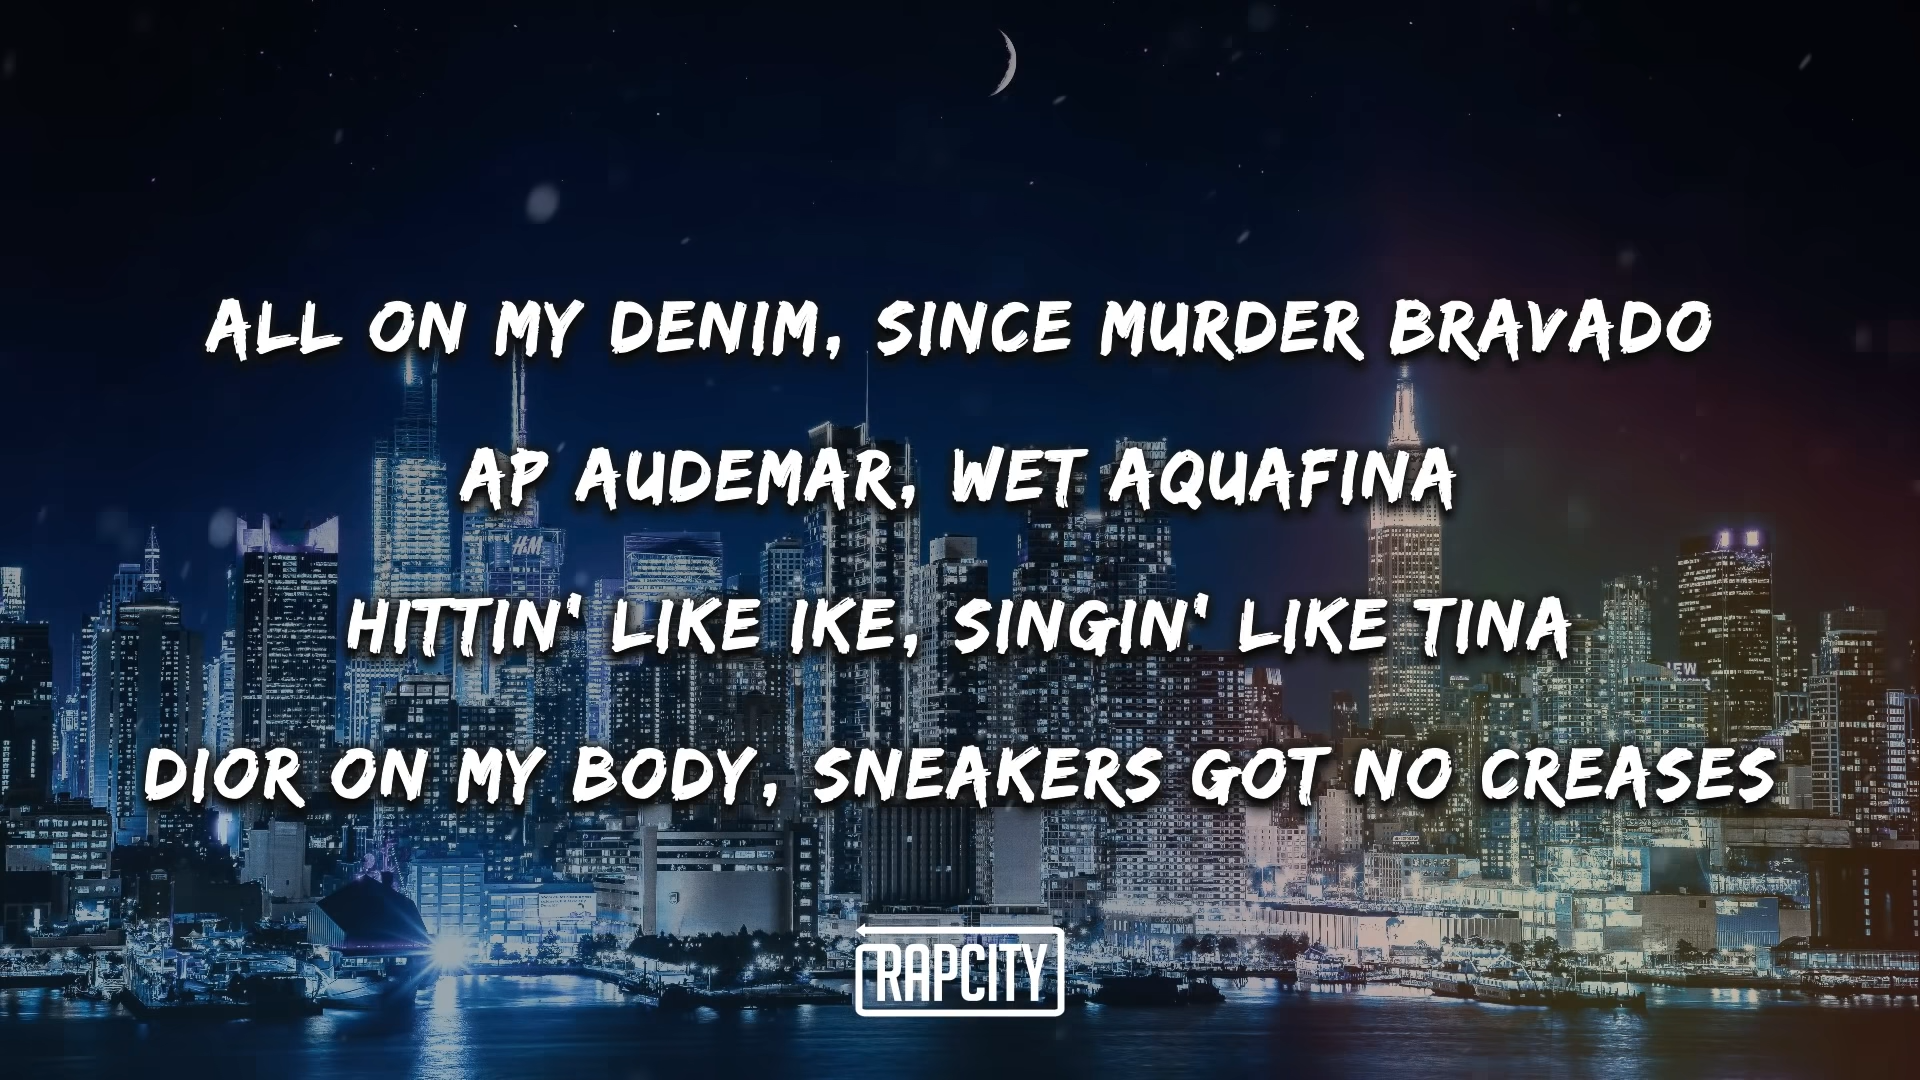 ALL ON MY DENIM, SINCE MURDER BRAVADO
AP AUDEMAR, WET AQUAFINA
H&M
HITTIN' LIKE IKE, SINGIN' LIKE TINA
NEW
DIOR ON MY BODY, SNEAKERS GOT NO CREASES
RAPCITY